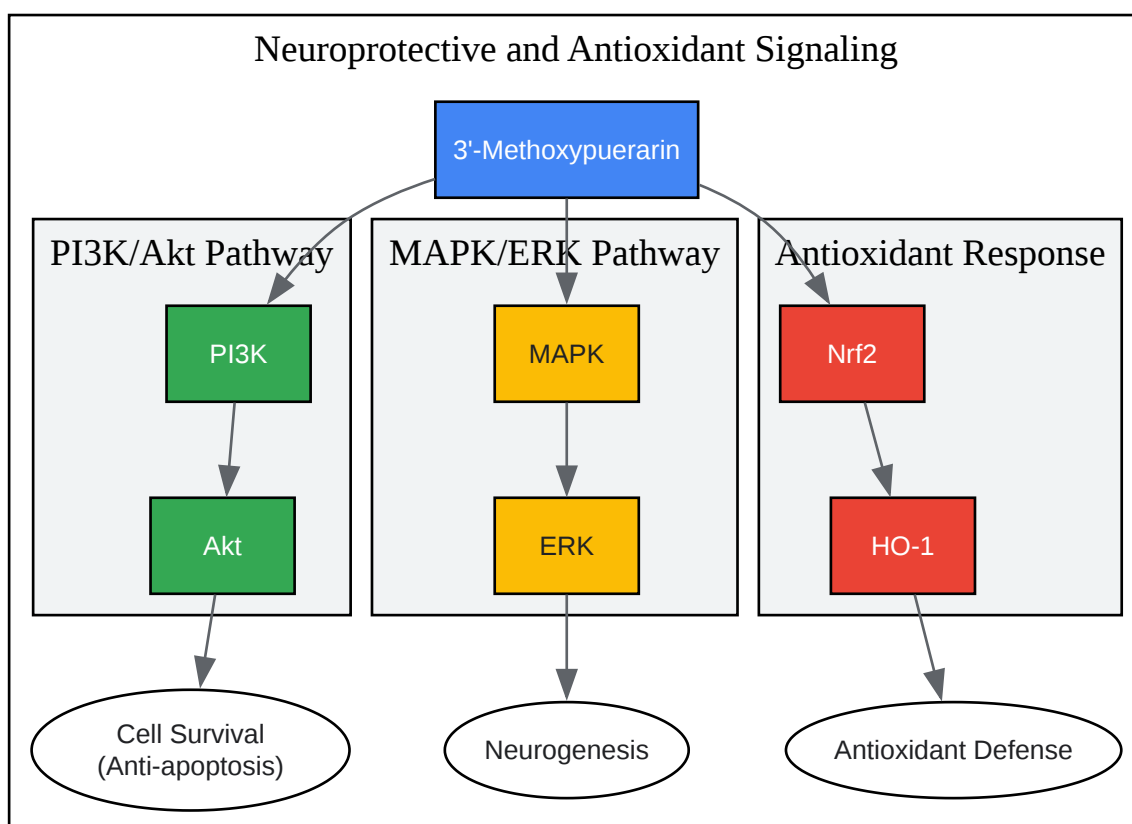 Neuroprotective and Antioxidant Signaling
3'-Methoxypuerarin
PI3K/Akt Pathway
MAPK/ERK Pathway
Antioxidant Response
PI3K
MAPK
Nrf2
Akt
ERK
HO-1
Cell Survival
(Anti-apoptosis)
Neurogenesis
Antioxidant Defense